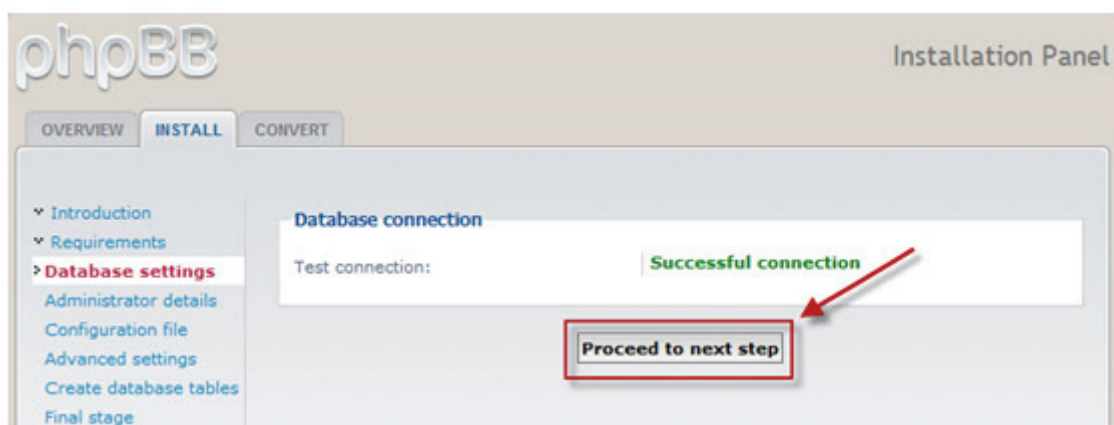 phpBB
Installation Panel
OVERVIEW INSTALL CONVERT
Introduction
Requirements
Database settings
Administrator details
Configuration file
Advanced settings
Create database tables
Final stage
Database connection
Test connection: Successful connection
Proceed to next step